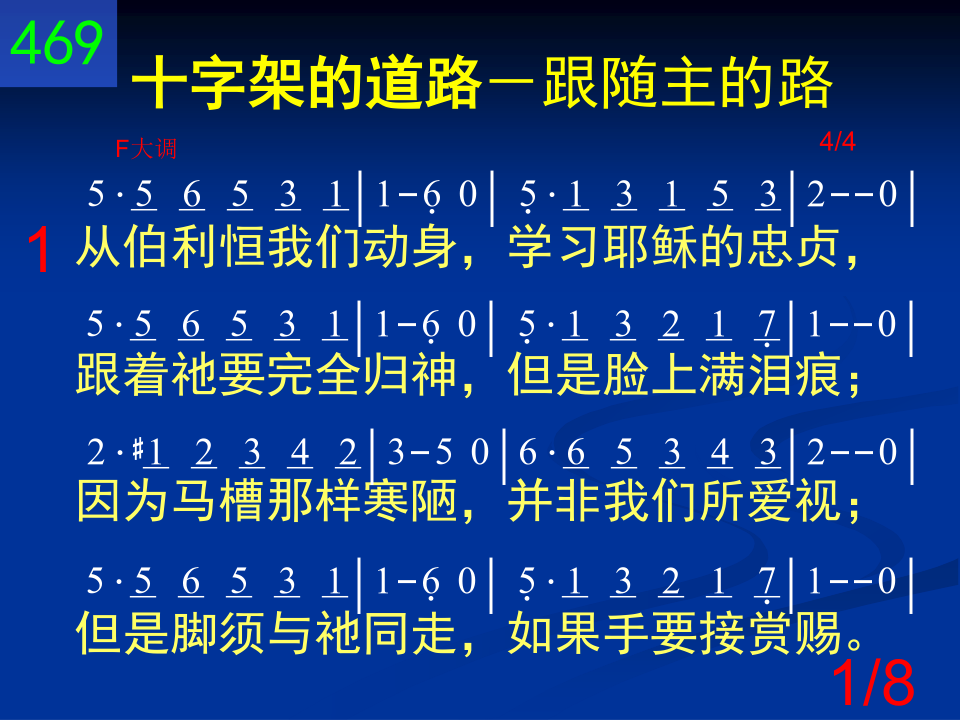 469
十字架的道路－跟随主的路
F大调 4/4
5·5 6 5 3 1|1-6 0|5·1 3 1 5 3|2--0|
1 从伯利恒我们动身，学习耶稣的忠贞，
5·5 6 5 3 1|1-6 0|5·1 3 2 1 7|1--0|
跟着祂要完全归神，但是脸上满泪痕；
2·♯1 2 3 4 2|3-5 0|6·6 5 3 4 3|2--0|
因为马槽那样寒陋，并非我们所爱视；
5·5 6 5 3 1|1-6 0|5·1 3 2 1 7|1--0|
但是脚须与祂同走，如果手要接赏赐。
1/8